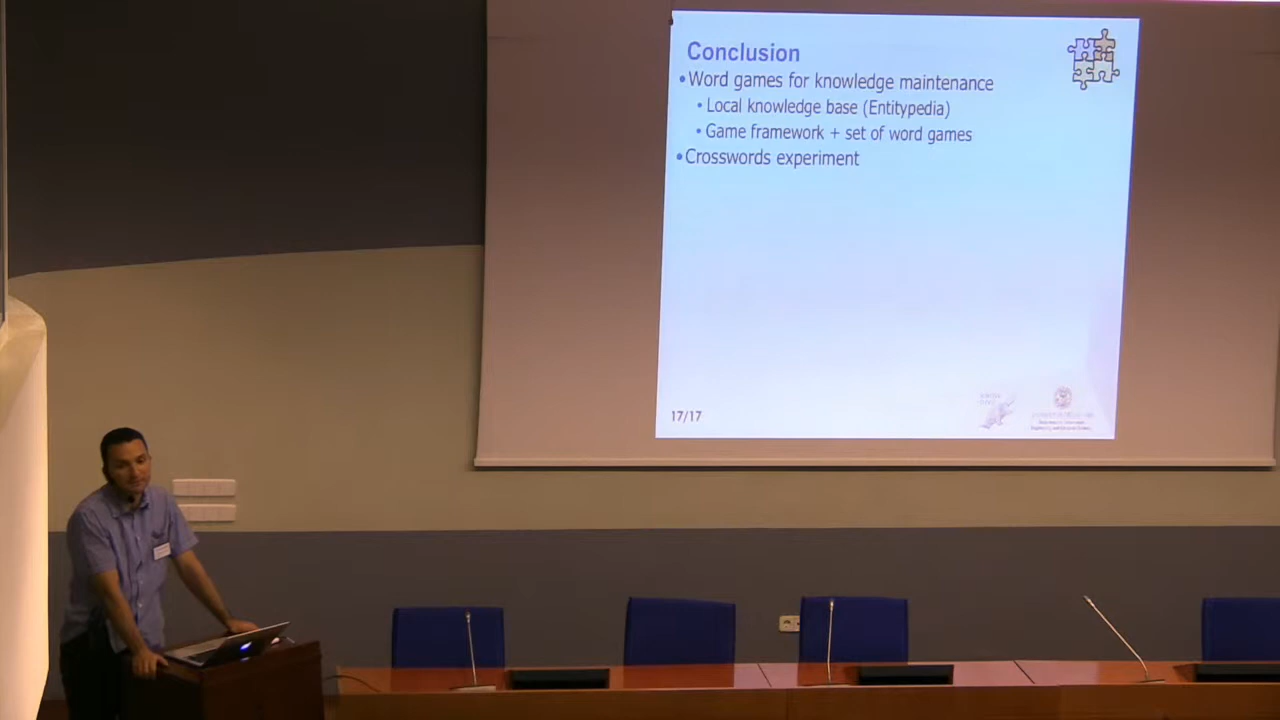 Conclusion
•Word games for knowledge maintenance
• Local knowledge base (Entitypedia)
• Game framework + set of word games
•Crosswords experiment
17/17